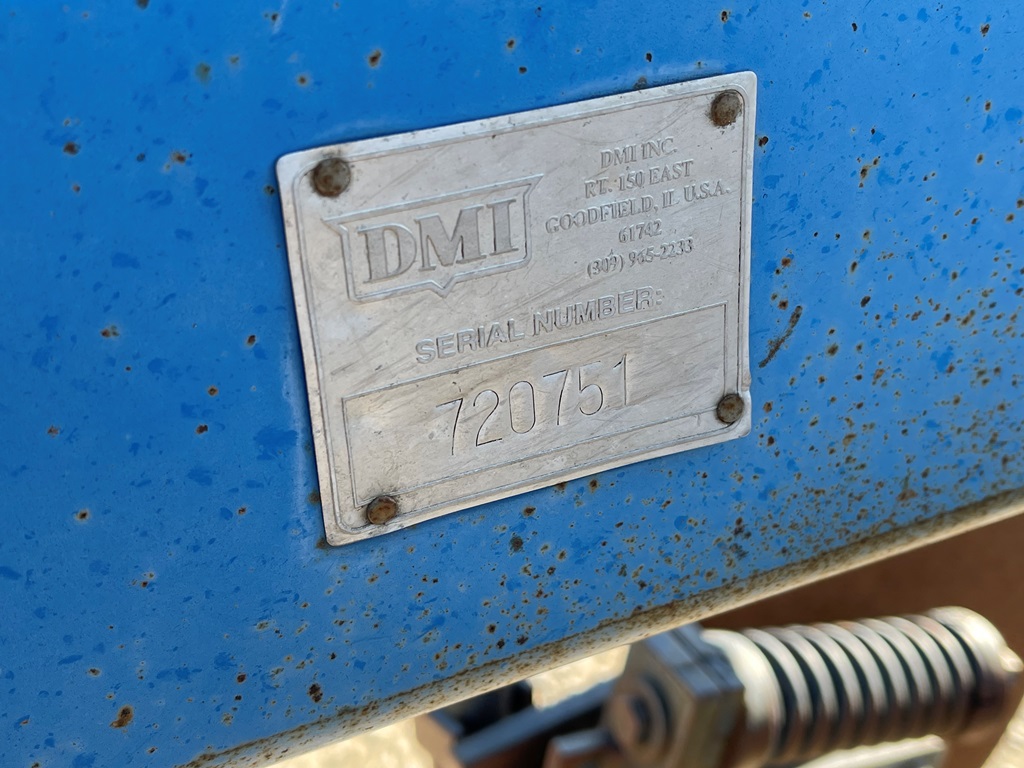 DMI
DMI INC.
RT. 150 EAST
GOODFIELD, IL U.S.A.
61742
(309) 965-2233
SERIAL NUMBER:
720751